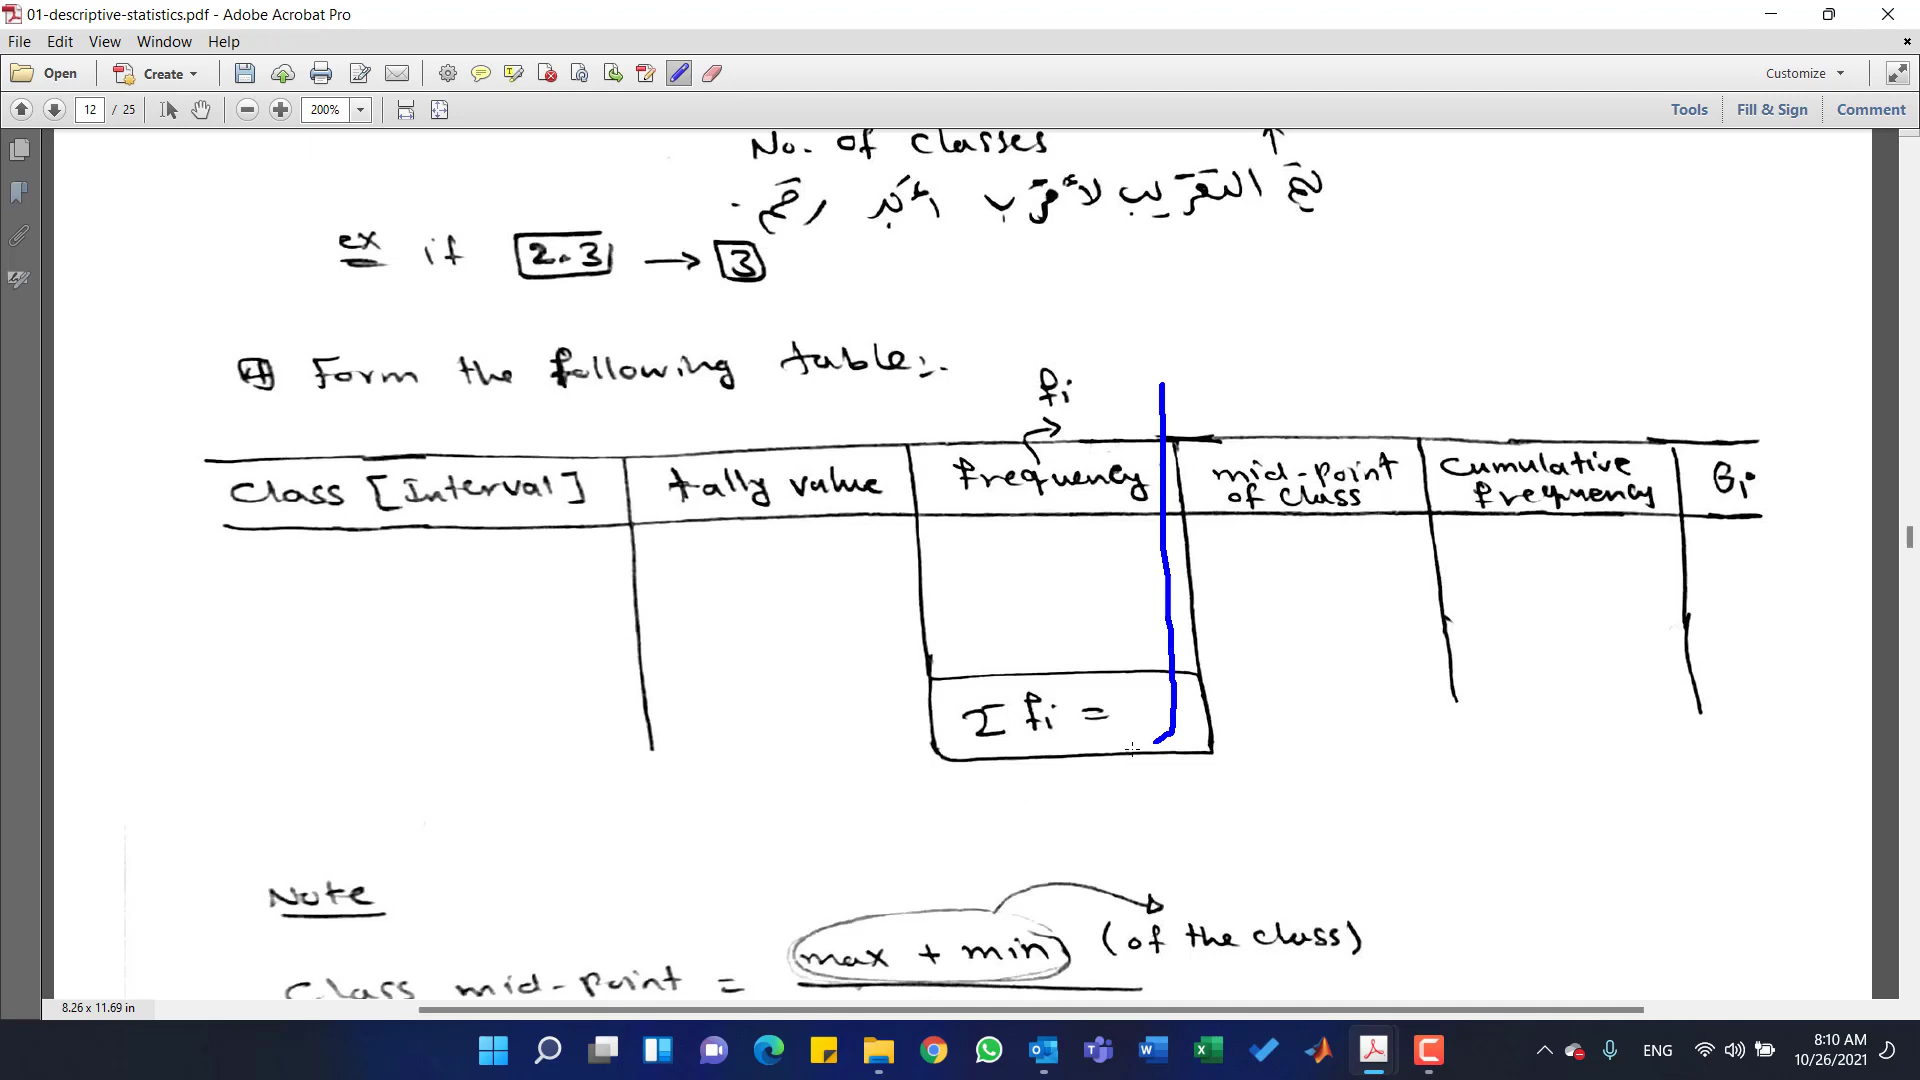 01-descriptive-statistics.pdf - Adobe Acrobat Pro
File Edit View Window Help
Open Create Customize
12 / 25 200% Tools Fill & Sign Comment
No. of classes ↑
يتم التقريب لأقرب أكبر رقم.
ex if 2.3 → 3
4 Form the following table:-
fi
Class [Interval] tally value frequency mid-point of class Cumulative frequency Bi
Σ fi =
Note
max + min (of the class)
Class mid-point =
8.26 x 11.69 in
ENG 8:10 AM
10/26/2021